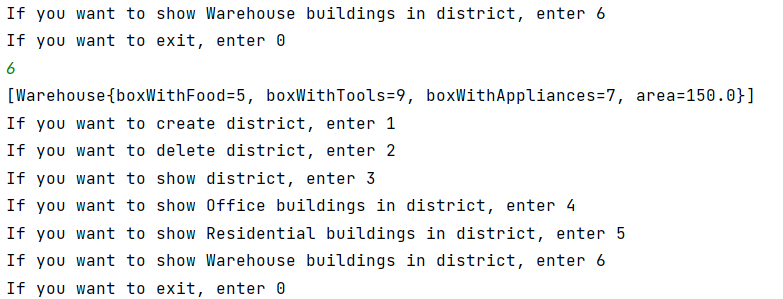 If you want to show Warehouse buildings in district, enter 6
If you want to exit, enter 0
6
[Warehouse{boxWithFood=5, boxWithTools=9, boxWithAppliances=7, area=150.0}]
If you want to create district, enter 1
If you want to delete district, enter 2
If you want to show district, enter 3
If you want to show Office buildings in district, enter 4
If you want to show Residential buildings in district, enter 5
If you want to show Warehouse buildings in district, enter 6
If you want to exit, enter 0